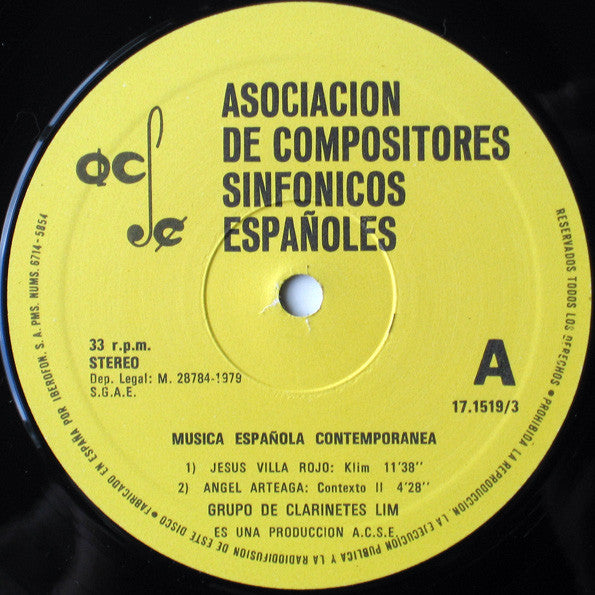 ASOCIACION
DE COMPOSITORES
SINFONICOS
ESPAÑOLES
acse
33 r.p.m.
STEREO
Dep. Legal: M. 28784-1979
S.G.A.E.
A
17.1519/3
MUSICA ESPAÑOLA CONTEMPORANEA
1) JESUS VILLA ROJO: Klim 11'38''
2) ANGEL ARTEAGA: Contexto II 4'28''
GRUPO DE CLARINETES LIM
ES UNA PRODUCCION A.C.S.E
RESERVADOS TODOS LOS DERECHOS • PROHIBIDA LA REPRODUCCION, LA EJECUCION PUBLICA Y LA RADIODIFUSION DE ESTE DISCO • FABRICADO EN ESPAÑA POR IBEROFON, S.A. PMS. NUMS. 6714-5854